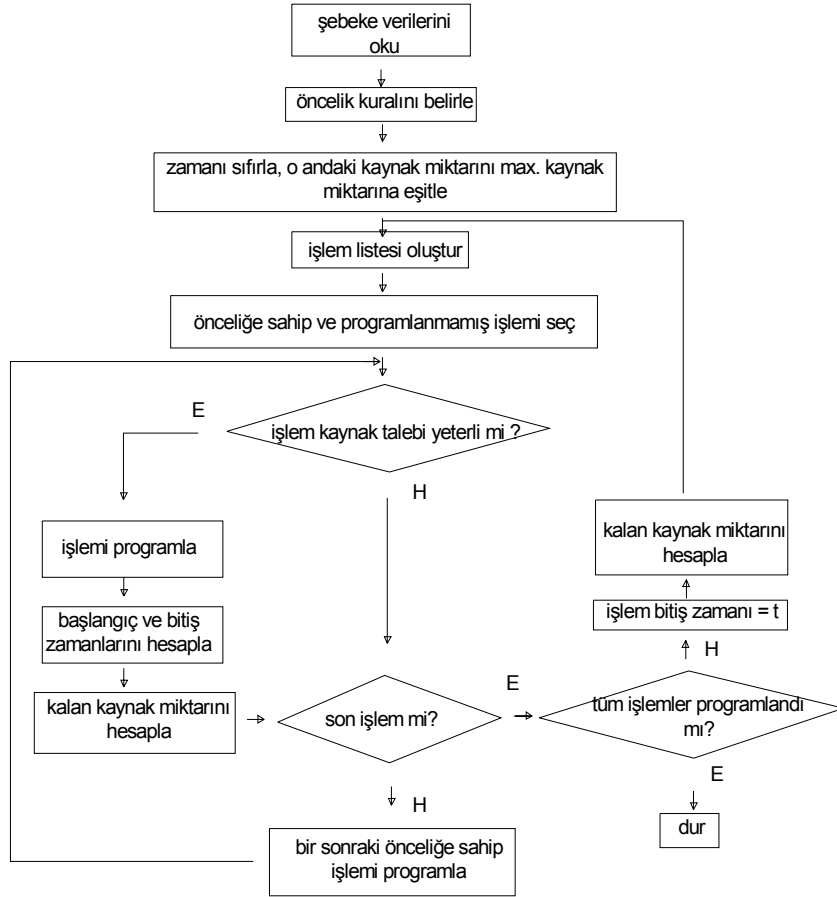 şebeke verilerini
oku
öncelik kuralını belirle
zamanı sıfırla, o andaki kaynak miktarını max. kaynak
miktarına eşitle
işlem listesi oluştur
önceliğe sahip ve programlanmamış işlemi seç
E
işlem kaynak talebi yeterli mi ?
H
işlemi programla
başlangıç ve bitiş
zamanlarını hesapla
kalan kaynak miktarını
hesapla
son işlem mi?
E
H
bir sonraki önceliğe sahip
işlemi programla
kalan kaynak miktarını
hesapla
işlem bitiş zamanı = t
H
tüm işlemler programlandı
mı?
E
dur